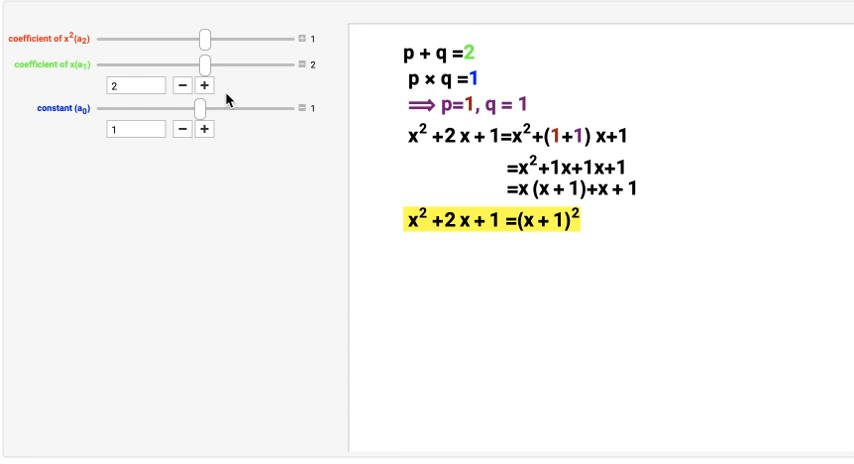 coefficient of x²(a₂) 1
coefficient of x(a₁) 2
2 − +
constant (a₀) 1
1 − +
p + q =2
p × q =1
⟹ p=1, q = 1
x² +2 x + 1=x²+(1+1) x+1
=x²+1x+1x+1
=x (x + 1)+x + 1
x² +2 x + 1 =(x + 1)²